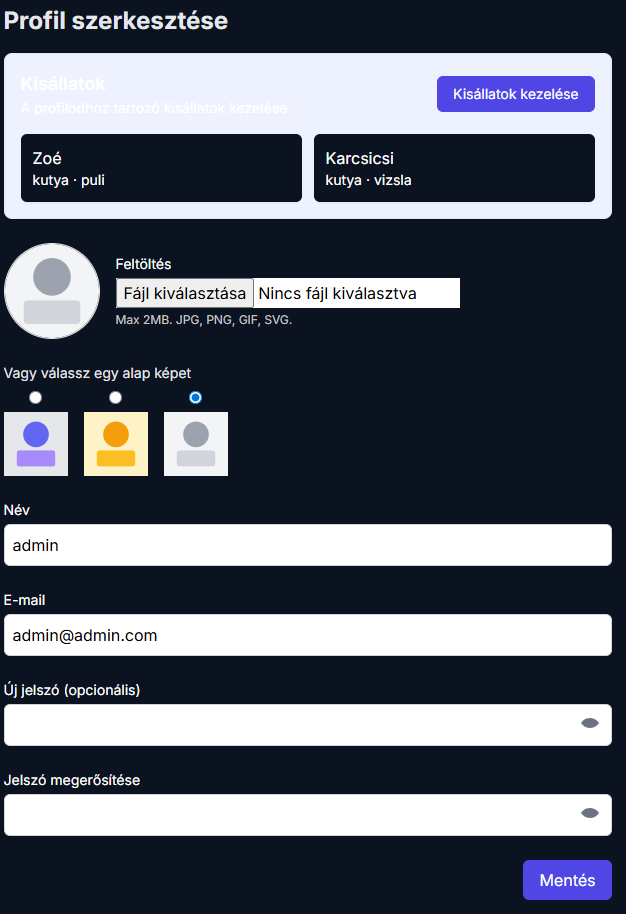 Profil szerkesztése
Kisállatok
A profilodhoz tartozó kisállatok kezelése.
Kisállatok kezelése
Zoé
kutya · puli
Karcsicsi
kutya · vizsla
Feltöltés
Fájl kiválasztása Nincs fájl kiválasztva
Max 2MB. JPG, PNG, GIF, SVG.
Vagy válassz egy alap képet
Név
admin
E-mail
admin@admin.com
Új jelszó (opcionális)
Jelszó megerősítése
Mentés